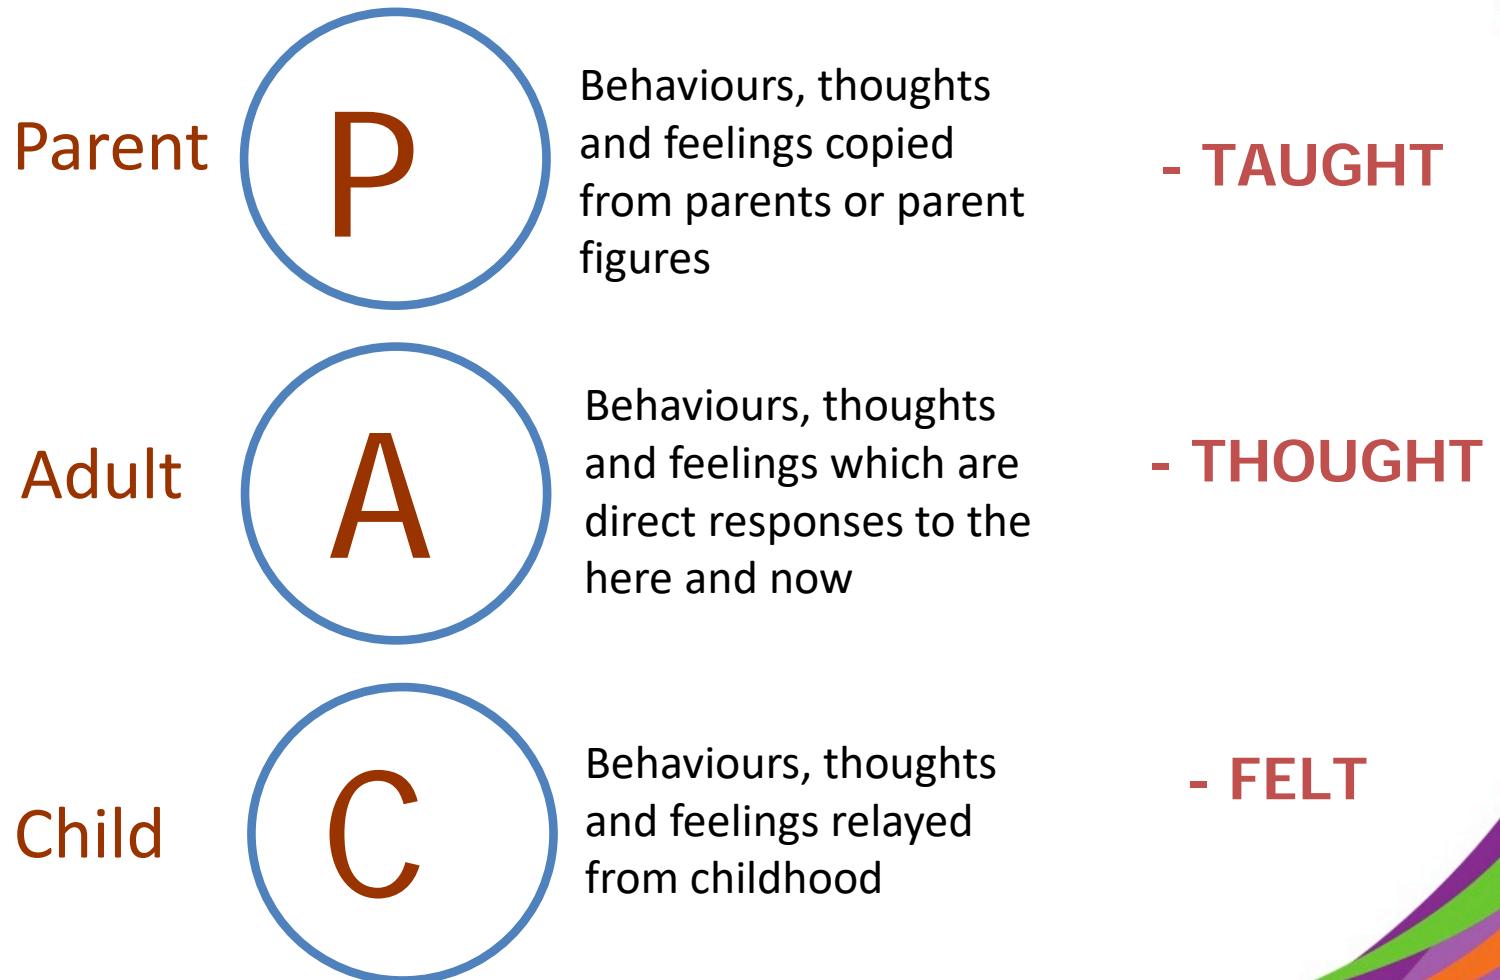 Parent
P
Behaviours, thoughts
and feelings copied
from parents or parent
figures
- TAUGHT
Adult
A
Behaviours, thoughts
and feelings which are
direct responses to the
here and now
- THOUGHT
Child
C
Behaviours, thoughts
and feelings relayed
from childhood
- FELT